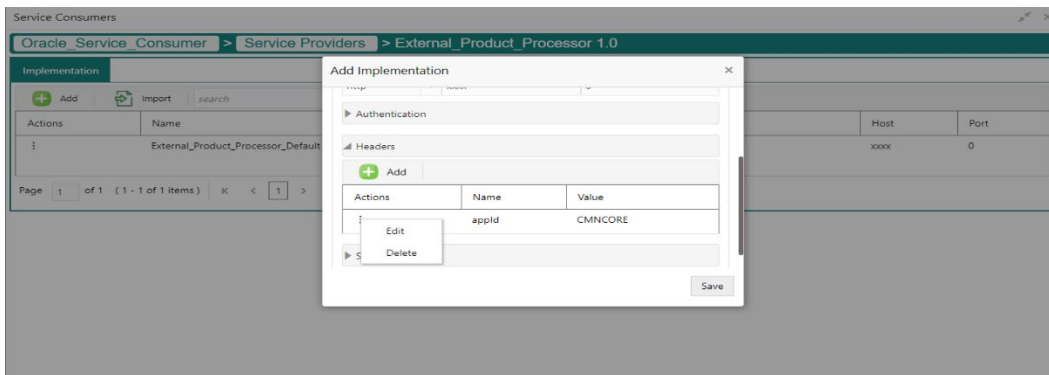 Service Consumers
Oracle_Service_Consumer > Service Providers > External_Product_Processor 1.0
Implementation
Add Import search
Actions Name Host Port
External_Product_Processor_Default xxxx 0
Page 1 of 1 (1 - 1 of 1 items) K < 1 >
Add Implementation ×
Authentication
Headers
Add
Actions Name Value
appId CMNCORE
Edit
Delete
S
Save